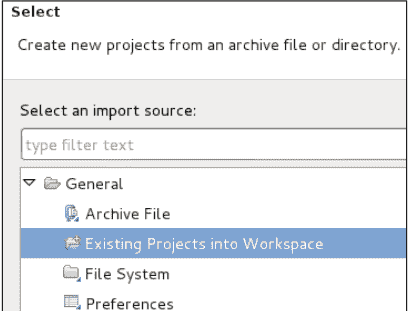 Select
Create new projects from an archive file or directory.
Select an import source:
type filter text
General
Archive File
Existing Projects into Workspace
File System
Preferences